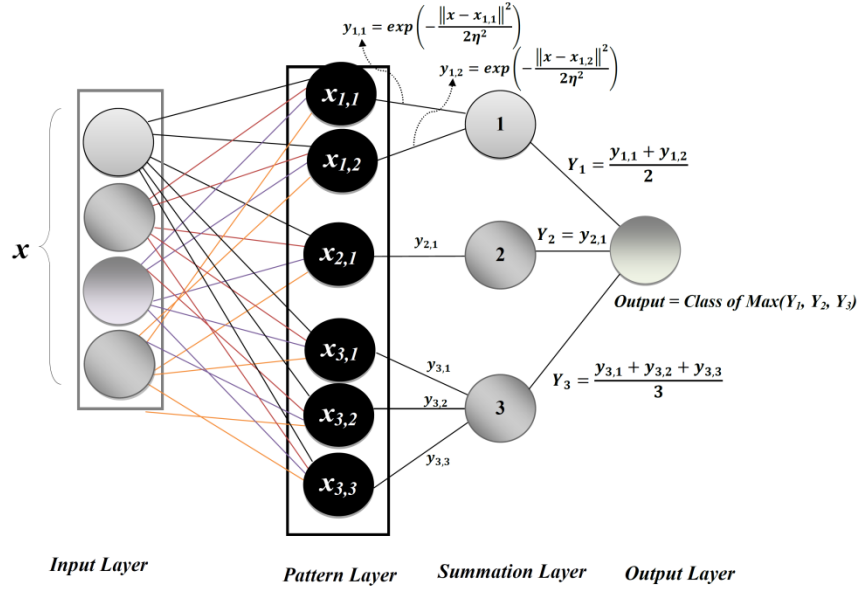 y₁,₁ = exp(−‖x − x₁,₁‖² / 2η²)
y₁,₂ = exp(−‖x − x₁,₂‖² / 2η²)
x
x₁,₁
x₁,₂
x₂,₁
x₃,₁
x₃,₂
x₃,₃
y₂,₁
y₃,₁
y₃,₂
y₃,₃
1
2
3
Y₁ = (y₁,₁ + y₁,₂) / 2
Y₂ = y₂,₁
Output = Class of Max(Y₁, Y₂, Y₃)
Y₃ = (y₃,₁ + y₃,₂ + y₃,₃) / 3
Input Layer
Pattern Layer
Summation Layer
Output Layer